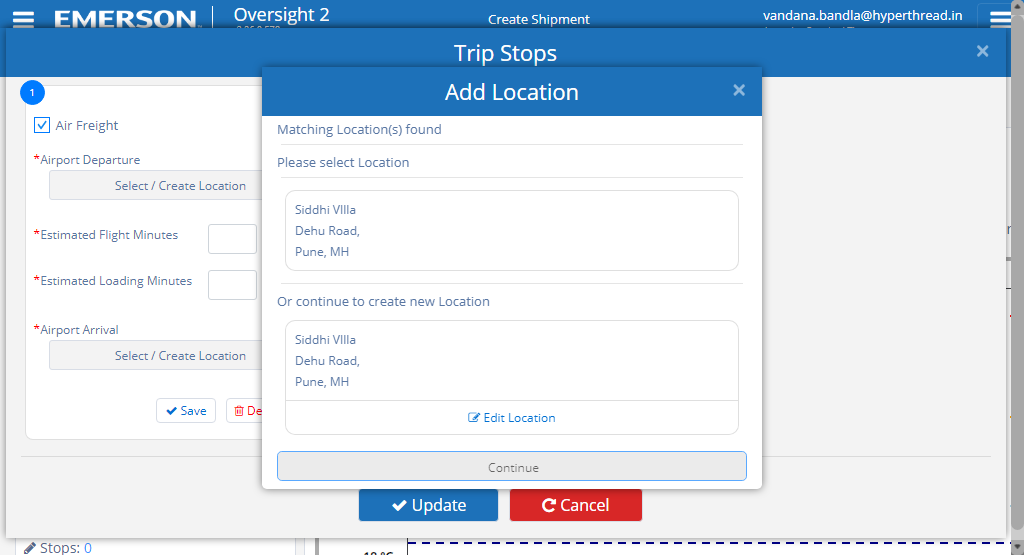 EMERSON
Oversight 2
Create Shipment
vandana.bandla@hyperthread.in
Trip Stops
×
1
Air Freight
*Airport Departure
Select / Create Location
*Estimated Flight Minutes
*Estimated Loading Minutes
*Airport Arrival
Select / Create Location
Save
De
Add Location
×
Matching Location(s) found
Please select Location
Siddhi VIlla
Dehu Road,
Pune, MH
Or continue to create new Location
Siddhi VIlla
Dehu Road,
Pune, MH
Edit Location
Continue
Update
Cancel
Stops: 0